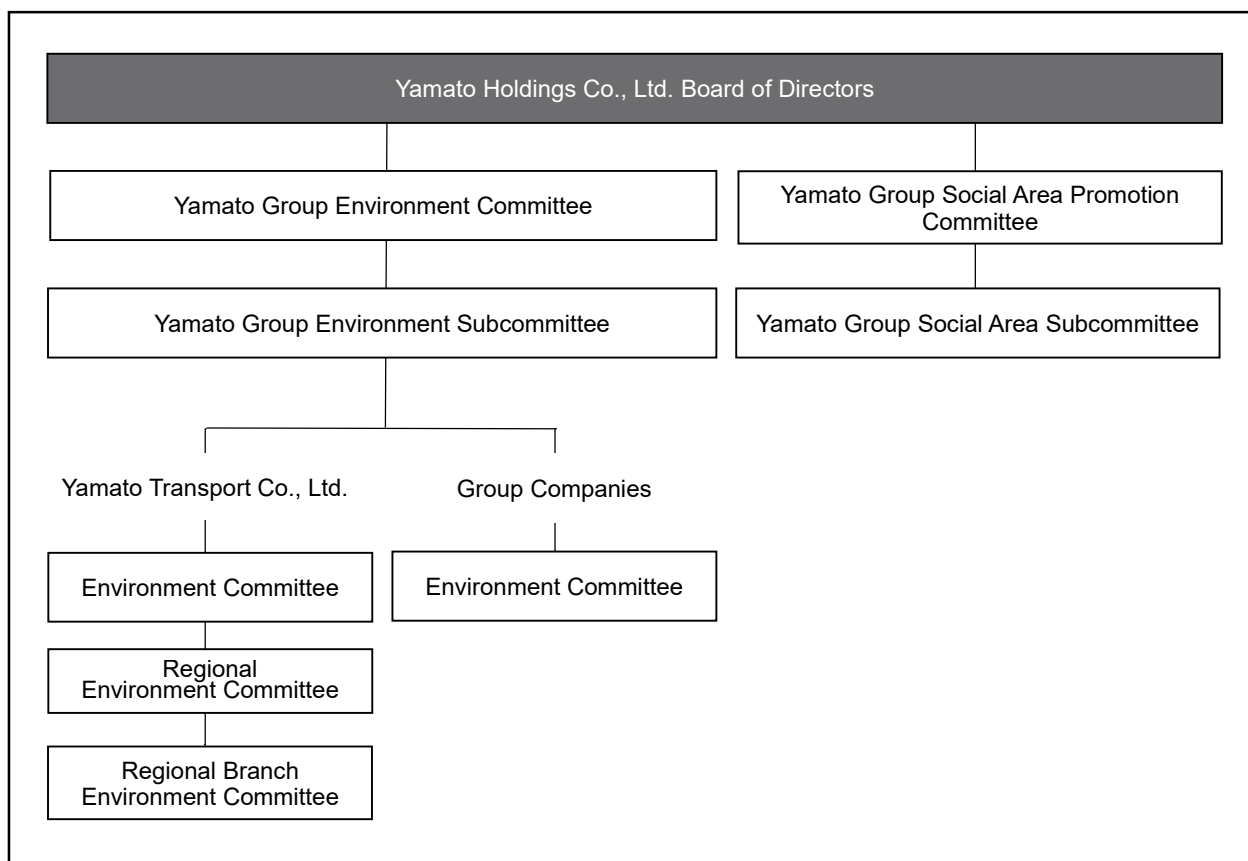 Yamato Holdings Co., Ltd. Board of Directors
Yamato Group Environment Committee
Yamato Group Social Area Promotion
Committee
Yamato Group Environment Subcommittee
Yamato Group Social Area Subcommittee
Yamato Transport Co., Ltd.
Group Companies
Environment Committee
Environment Committee
Regional
Environment Committee
Regional Branch
Environment Committee